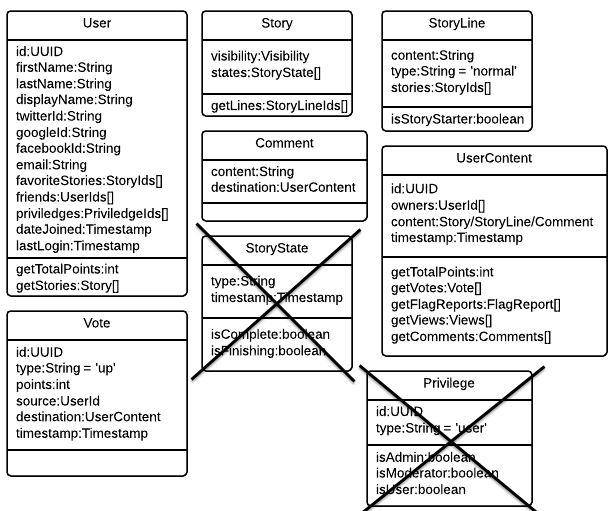 User
id:UUID
firstName:String
lastName:String
displayName:String
twitterId:String
googleId:String
facebookId:String
email:String
favoriteStories:StoryIds[]
friends:UserIds[]
priviledges:PriviledgeIds[]
dateJoined:Timestamp
lastLogin:Timestamp
getTotalPoints:int
getStories:Story[]
Vote
id:UUID
type:String = 'up'
points:int
source:UserId
destination:UserContent
timestamp:Timestamp
Story
visibility:Visibility
states:StoryState[]
getLines:StoryLineIds[]
Comment
content:String
destination:UserContent
StoryState
type:String
timestamp:Timestamp
isComplete:boolean
isFinishing:boolean
StoryLine
content:String
type:String = 'normal'
stories:StoryIds[]
isStoryStarter:boolean
UserContent
id:UUID
owners:UserId[]
content:Story/StoryLine/Comment
timestamp:Timestamp
getTotalPoints:int
getVotes:Vote[]
getFlagReports:FlagReport[]
getViews:Views[]
getComments:Comments[]
Privilege
id:UUID
type:String = 'user'
isAdmin:boolean
isModerator:boolean
isUser:boolean